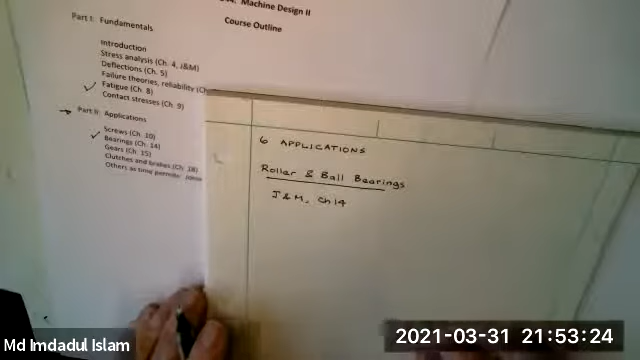 Machine Design II
Course Outline
Part I: Fundamentals
Introduction
Stress analysis (Ch. 4, J&M)
Deflections (Ch. 5)
Failure theories, reliability (Ch
Fatigue (Ch. 8)
Contact stresses (Ch. 9)
Part II: Applications
Screws (Ch. 10)
Bearings (Ch. 14)
Gears (Ch. 15)
Clutches and brakes (Ch. 18)
Others as time permits:
6 APPLICATIONS
Roller & Ball Bearings
J&M, Ch 14
Md Imdadul Islam
2021-03-31 21:53:24